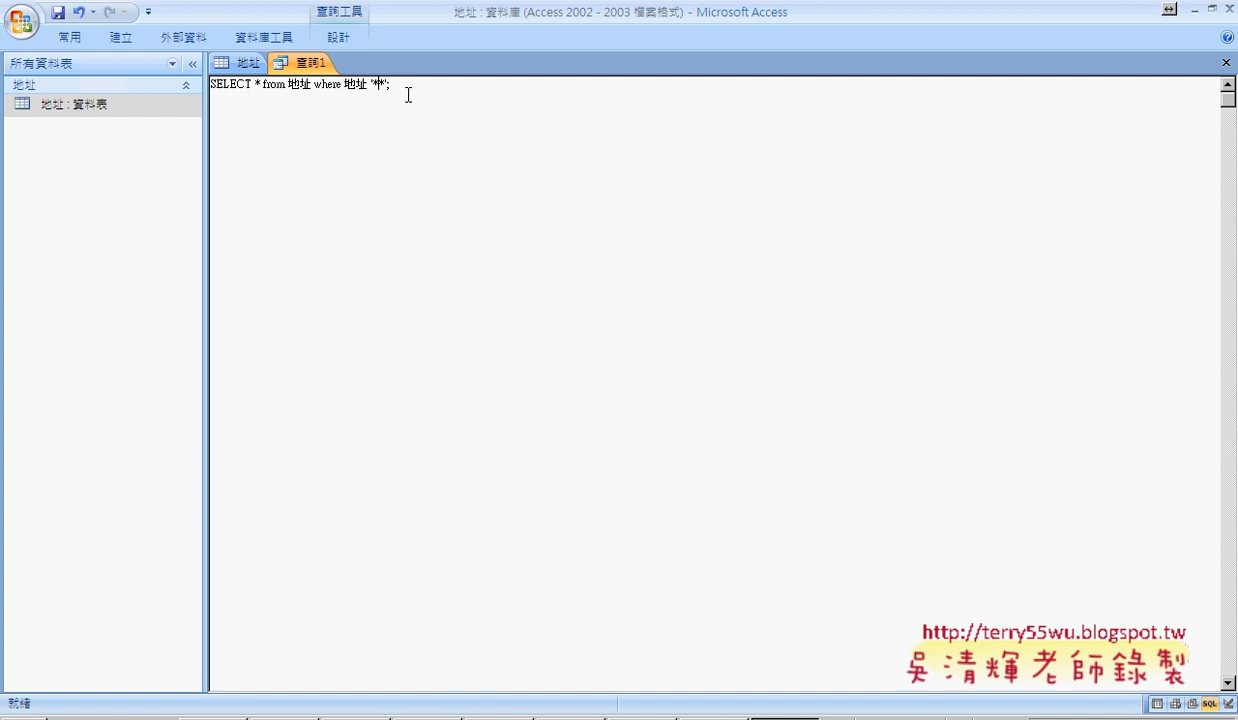 查詢工具
地址 : 資料庫 (Access 2002 - 2003 檔案格式) - Microsoft Access
常用 建立 外部資料 資料庫工具 設計
所有資料表 «
地址 查詢1
地址
地址 : 資料表
SELECT * from 地址 where 地址 '**';
http://terry55wu.blogspot.tw
吳清輝老師錄製
就緒
SQL